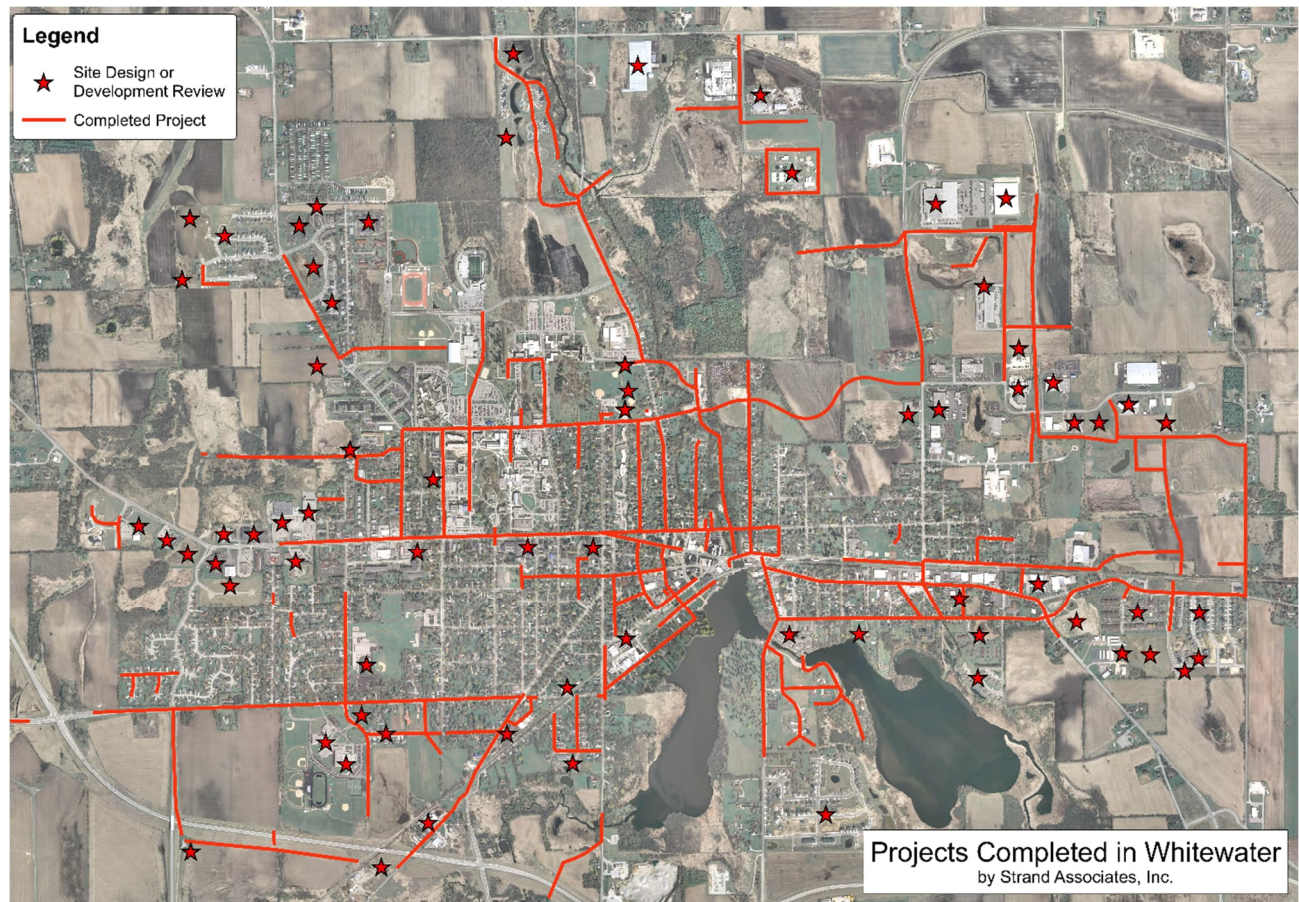 Legend
Site Design or
Development Review
Completed Project
Projects Completed in Whitewater
by Strand Associates, Inc.